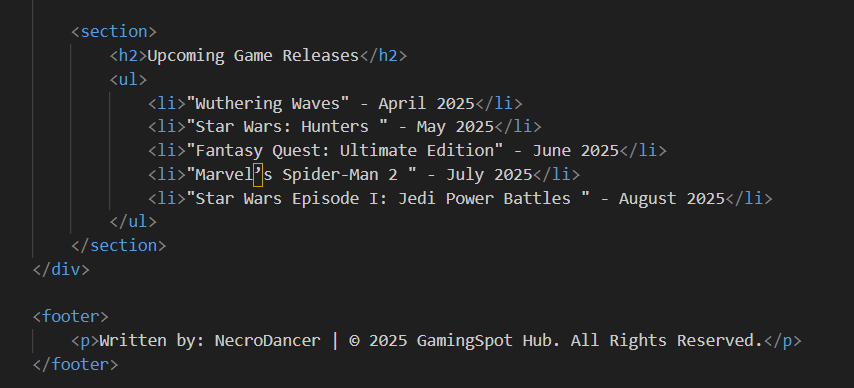 <section>
<h2>Upcoming Game Releases</h2>
<ul>
<li>"Wuthering Waves" - April 2025</li>
<li>"Star Wars: Hunters " - May 2025</li>
<li>"Fantasy Quest: Ultimate Edition" - June 2025</li>
<li>"Marvel’s Spider-Man 2 " - July 2025</li>
<li>"Star Wars Episode I: Jedi Power Battles " - August 2025</li>
</ul>
</section>
</div>
<footer>
<p>Written by: NecroDancer | © 2025 GamingSpot Hub. All Rights Reserved.</p>
</footer>